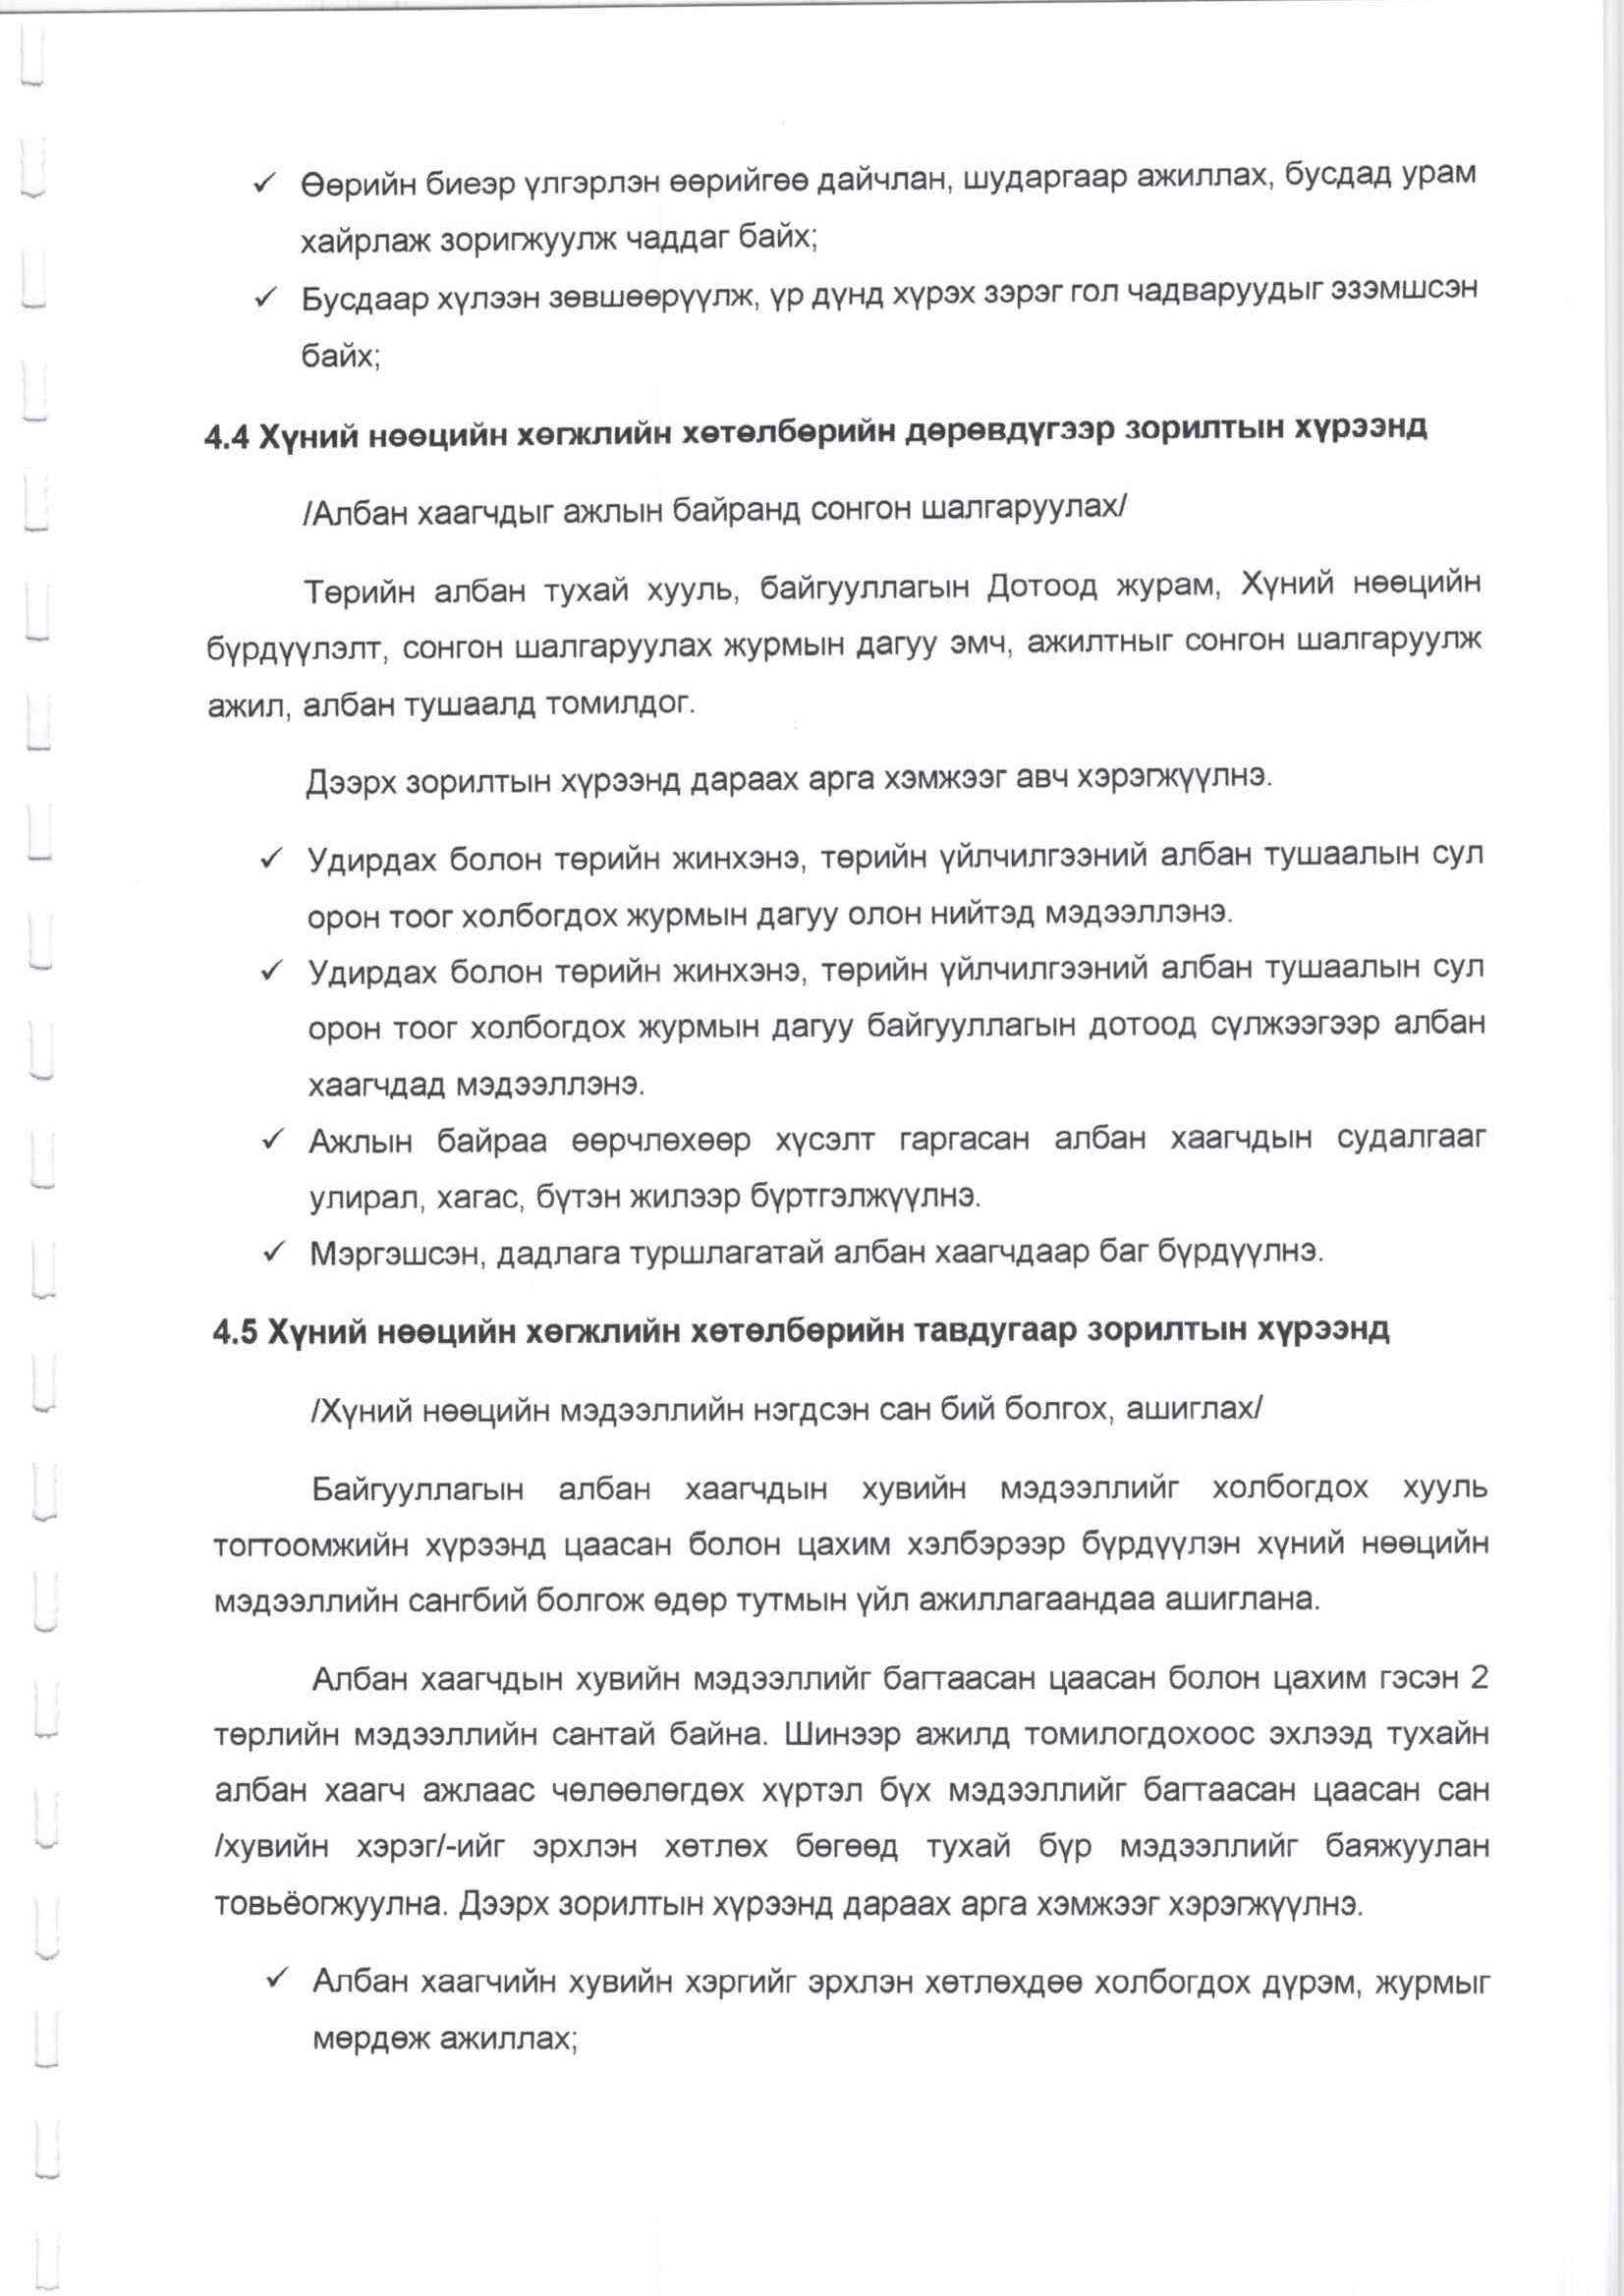 ✓ Өөрийн биеэр үлгэрлэн өөрийгөө дайчлан, шударгаар ажиллах, бусдад урам
хайрлаж зоригжуулж чаддаг байх;
✓ Бусдаар хүлээн зөвшөөрүүлж, үр дүнд хүрэх зэрэг гол чадваруудыг эзэмшсэн
байх;
4.4 Хүний нөөцийн хөгжлийн хөтөлбөрийн дөрөвдүгээр зорилтын хүрээнд
/Албан хаагчдыг ажлын байранд сонгон шалгаруулах/
Төрийн албан тухай хууль, байгууллагын Дотоод журам, Хүний нөөцийн
бүрдүүлэлт, сонгон шалгаруулах журмын дагуу эмч, ажилтныг сонгон шалгаруулж
ажил, албан тушаалд томилдог.
Дээрх зорилтын хүрээнд дараах арга хэмжээг авч хэрэгжүүлнэ.
✓ Удирдах болон төрийн жинхэнэ, төрийн үйлчилгээний албан тушаалын сул
орон тоог холбогдох журмын дагуу олон нийтэд мэдээллэнэ.
✓ Удирдах болон төрийн жинхэнэ, төрийн үйлчилгээний албан тушаалын сул
орон тоог холбогдох журмын дагуу байгууллагын дотоод сүлжээгээр албан
хаагчдад мэдээллэнэ.
✓ Ажлын байраа өөрчлөхөөр хүсэлт гаргасан албан хаагчдын судалгааг
улирал, хагас, бүтэн жилээр бүртгэлжүүлнэ.
✓ Мэргэшсэн, дадлага туршлагатай албан хаагчдаар баг бүрдүүлнэ.
4.5 Хүний нөөцийн хөгжлийн хөтөлбөрийн тавдугаар зорилтын хүрээнд
/Хүний нөөцийн мэдээллийн нэгдсэн сан бий болгох, ашиглах/
Байгууллагын албан хаагчдын хувийн мэдээллийг холбогдох хууль
тогтоомжийн хүрээнд цаасан болон цахим хэлбэрээр бүрдүүлэн хүний нөөцийн
мэдээллийн сангбий болгож өдөр тутмын үйл ажиллагаандаа ашиглана.
Албан хаагчдын хувийн мэдээллийг багтаасан цаасан болон цахим гэсэн 2
төрлийн мэдээллийн сантай байна. Шинээр ажилд томилогдохоос эхлээд тухайн
албан хаагч ажлаас чөлөөлөгдөх хүртэл бүх мэдээллийг багтаасан цаасан сан
/хувийн хэрэг/-ийг эрхлэн хөтлөх бөгөөд тухай бүр мэдээллийг баяжуулан
товьёогжуулна. Дээрх зорилтын хүрээнд дараах арга хэмжээг хэрэгжүүлнэ.
✓ Албан хаагчийн хувийн хэргийг эрхлэн хөтлөхдөө холбогдох дүрэм, журмыг
мөрдөж ажиллах;